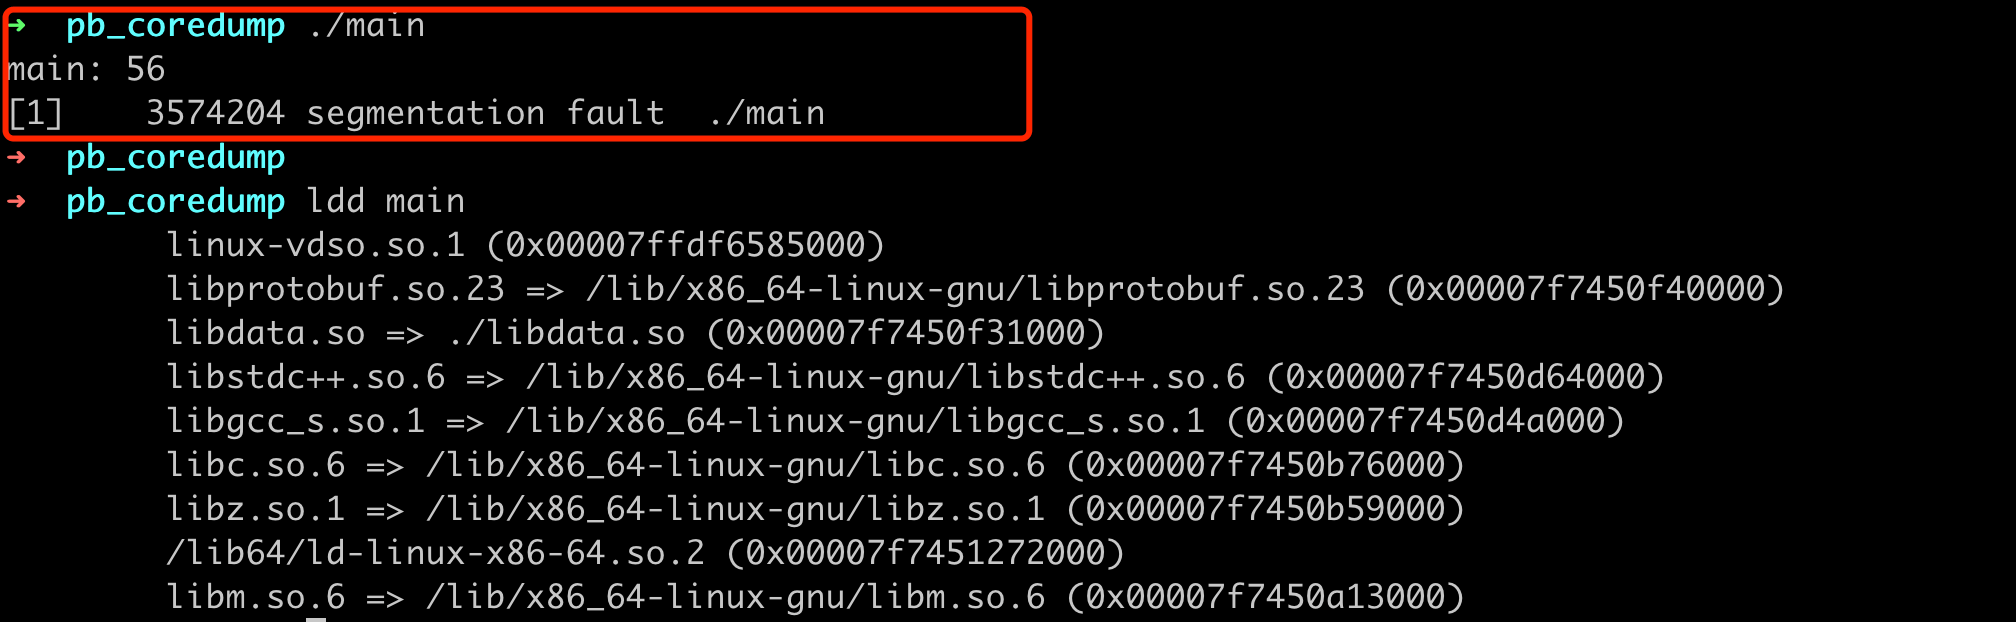 ➜  pb_coredump ./main
main: 56
[1]    3574204 segmentation fault  ./main
➜  pb_coredump
➜  pb_coredump ldd main
        linux-vdso.so.1 (0x00007ffdf6585000)
        libprotobuf.so.23 => /lib/x86_64-linux-gnu/libprotobuf.so.23 (0x00007f7450f40000)
        libdata.so => ./libdata.so (0x00007f7450f31000)
        libstdc++.so.6 => /lib/x86_64-linux-gnu/libstdc++.so.6 (0x00007f7450d64000)
        libgcc_s.so.1 => /lib/x86_64-linux-gnu/libgcc_s.so.1 (0x00007f7450d4a000)
        libc.so.6 => /lib/x86_64-linux-gnu/libc.so.6 (0x00007f7450b76000)
        libz.so.1 => /lib/x86_64-linux-gnu/libz.so.1 (0x00007f7450b59000)
        /lib64/ld-linux-x86-64.so.2 (0x00007f7451272000)
        libm.so.6 => /lib/x86_64-linux-gnu/libm.so.6 (0x00007f7450a13000)